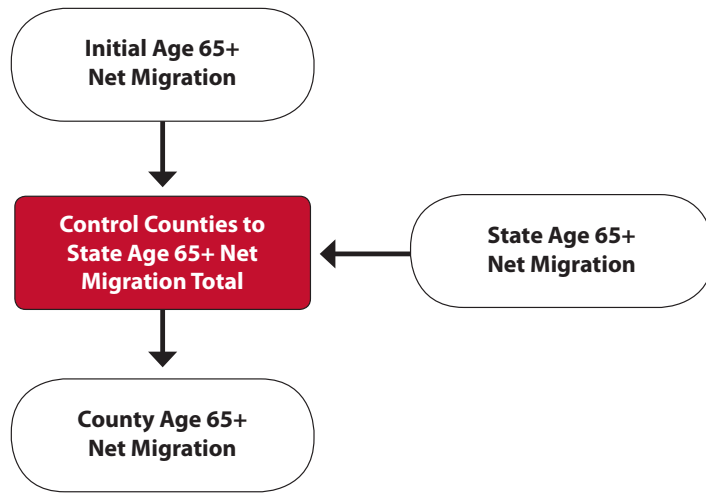 Initial Age 65+
Net Migration
Control Counties to
State Age 65+ Net
Migration Total
State Age 65+
Net Migration
County Age 65+
Net Migration